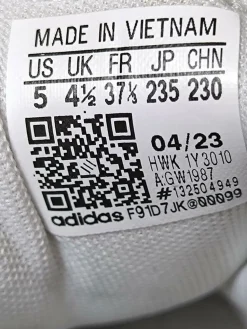 MADE IN VIETNAM
US UK FR JP CHN
5 4½ 37⅓ 235 230
04/23
HWK 1Y3010
A:GW1987
#132504949
adidas F91D7JK@00099